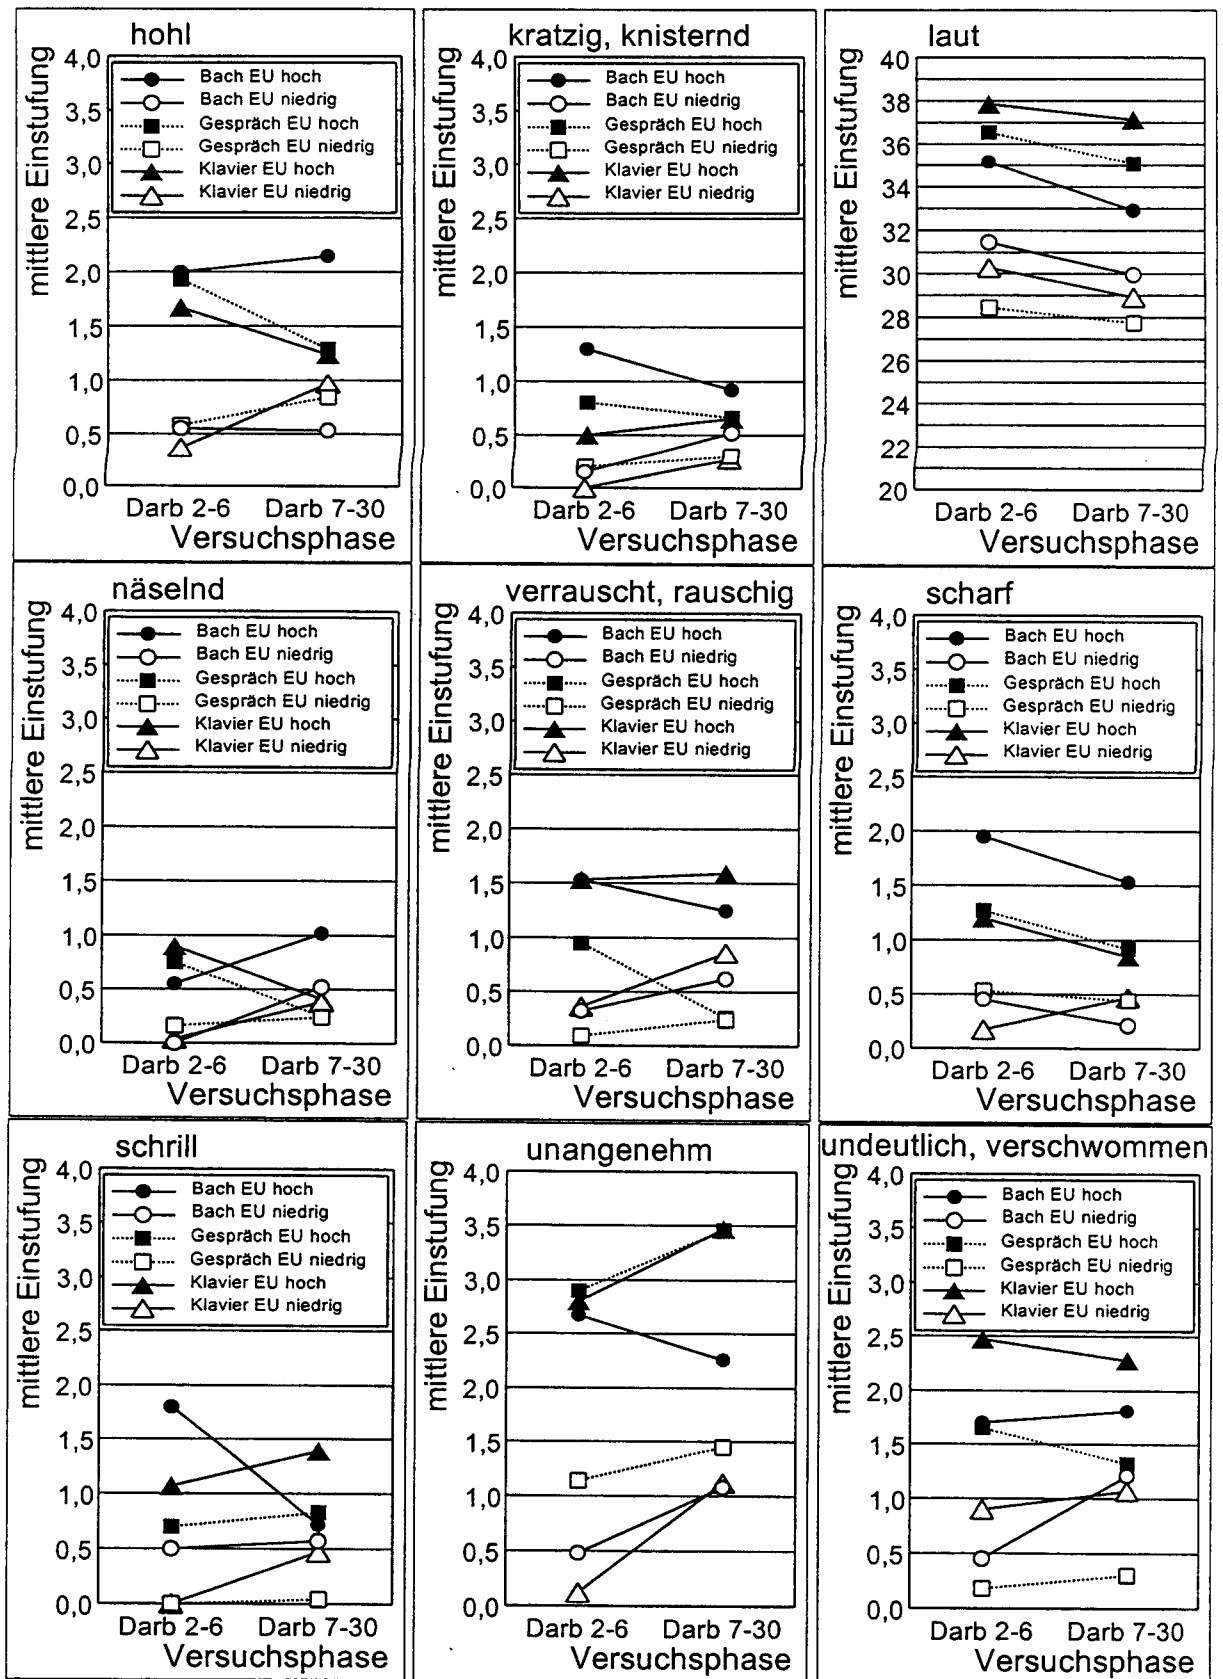 hohl
mittlere Einstufung
4,0
3,5
3,0
2,5
2,0
1,5
1,0
0,5
0,0
Bach EU hoch
Bach EU niedrig
Gespräch EU hoch
Gespräch EU niedrig
Klavier EU hoch
Klavier EU niedrig
Darb 2-6 Darb 7-30
Versuchsphase
kratzig, knisternd
mittlere Einstufung
4,0
3,5
3,0
2,5
2,0
1,5
1,0
0,5
0,0
Bach EU hoch
Bach EU niedrig
Gespräch EU hoch
Gespräch EU niedrig
Klavier EU hoch
Klavier EU niedrig
Darb 2-6 Darb 7-30
Versuchsphase
laut
mittlere Einstufung
40
38
36
34
32
30
28
26
24
22
20
Darb 2-6 Darb 7-30
Versuchsphase
näselnd
mittlere Einstufung
4,0
3,5
3,0
2,5
2,0
1,5
1,0
0,5
0,0
Bach EU hoch
Bach EU niedrig
Gespräch EU hoch
Gespräch EU niedrig
Klavier EU hoch
Klavier EU niedrig
Darb 2-6 Darb 7-30
Versuchsphase
verrauscht, rauschig
mittlere Einstufung
4,0
3,5
3,0
2,5
2,0
1,5
1,0
0,5
0,0
Bach EU hoch
Bach EU niedrig
Gespräch EU hoch
Gespräch EU niedrig
Klavier EU hoch
Klavier EU niedrig
Darb 2-6 Darb 7-30
Versuchsphase
scharf
mittlere Einstufung
4,0
3,5
3,0
2,5
2,0
1,5
1,0
0,5
0,0
Bach EU hoch
Bach EU niedrig
Gespräch EU hoch
Gespräch EU niedrig
Klavier EU hoch
Klavier EU niedrig
Darb 2-6 Darb 7-30
Versuchsphase
schrill
mittlere Einstufung
4,0
3,5
3,0
2,5
2,0
1,5
1,0
0,5
0,0
Bach EU hoch
Bach EU niedrig
Gespräch EU hoch
Gespräch EU niedrig
Klavier EU hoch
Klavier EU niedrig
Darb 2-6 Darb 7-30
Versuchsphase
unangenehm
mittlere Einstufung
4,0
3,5
3,0
2,5
2,0
1,5
1,0
0,5
0,0
Darb 2-6 Darb 7-30
Versuchsphase
undeutlich, verschwommen
mittlere Einstufung
4,0
3,5
3,0
2,5
2,0
1,5
1,0
0,5
0,0
Bach EU hoch
Bach EU niedrig
Gespräch EU hoch
Gespräch EU niedrig
Klavier EU hoch
Klavier EU niedrig
Darb 2-6 Darb 7-30
Versuchsphase